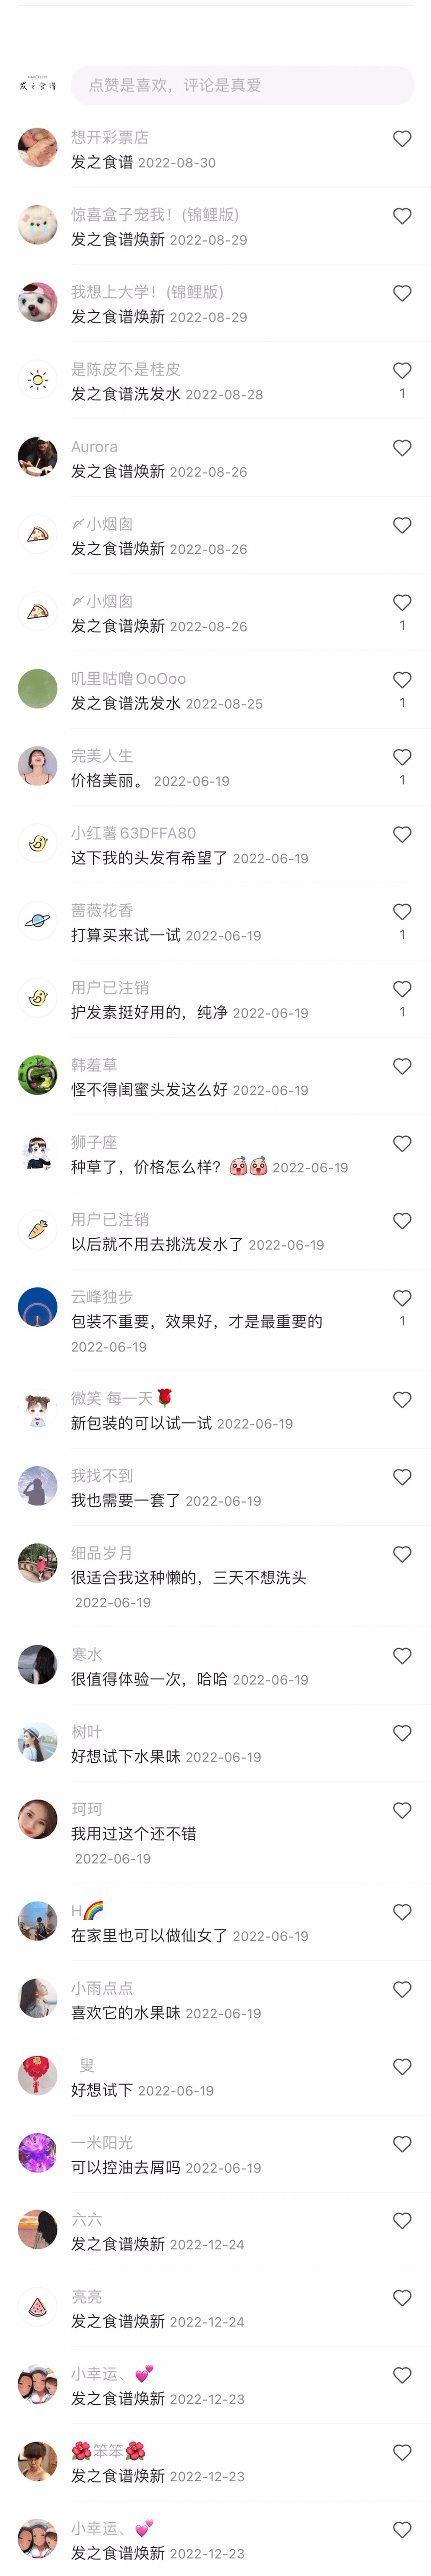 发之食谱
点赞是喜欢，评论是真爱
想开彩票店
发之食谱 2022-08-30
惊喜盒子宠我！(锦鲤版)
发之食谱焕新 2022-08-29
我想上大学！(锦鲤版)
发之食谱焕新 2022-08-29
是陈皮不是桂皮
发之食谱洗发水 2022-08-28
1
Aurora
发之食谱焕新 2022-08-26
小烟囱
发之食谱焕新 2022-08-26
小烟囱
发之食谱焕新 2022-08-26
1
叽里咕噜OoOoo
发之食谱洗发水 2022-08-25
1
完美人生
价格美丽。 2022-06-19
1
小红薯63DFFA80
这下我的头发有希望了 2022-06-19
蔷薇花香
打算买来试一试 2022-06-19
1
用户已注销
护发素挺好用的，纯净 2022-06-19
1
韩羞草
怪不得闺蜜头发这么好 2022-06-19
狮子座
种草了，价格怎么样？ 2022-06-19
用户已注销
以后就不用去挑洗发水了 2022-06-19
云峰独步
包装不重要，效果好，才是最重要的
2022-06-19
1
微笑 每一天🌹
新包装的可以试一试 2022-06-19
我找不到
我也需要一套了 2022-06-19
细品岁月
很适合我这种懒的，三天不想洗头
2022-06-19
寒水
很值得体验一次，哈哈 2022-06-19
树叶
好想试下水果味 2022-06-19
珂珂
我用过这个还不错
2022-06-19
H🌈
在家里也可以做仙女了 2022-06-19
小雨点点
喜欢它的水果味 2022-06-19
叟
好想试下 2022-06-19
一米阳光
可以控油去屑吗 2022-06-19
六六
发之食谱焕新 2022-12-24
亮亮
发之食谱焕新 2022-12-24
小幸运、💕
发之食谱焕新 2022-12-23
🌺笨笨🌺
发之食谱焕新 2022-12-23
小幸运、💕
发之食谱焕新 2022-12-23